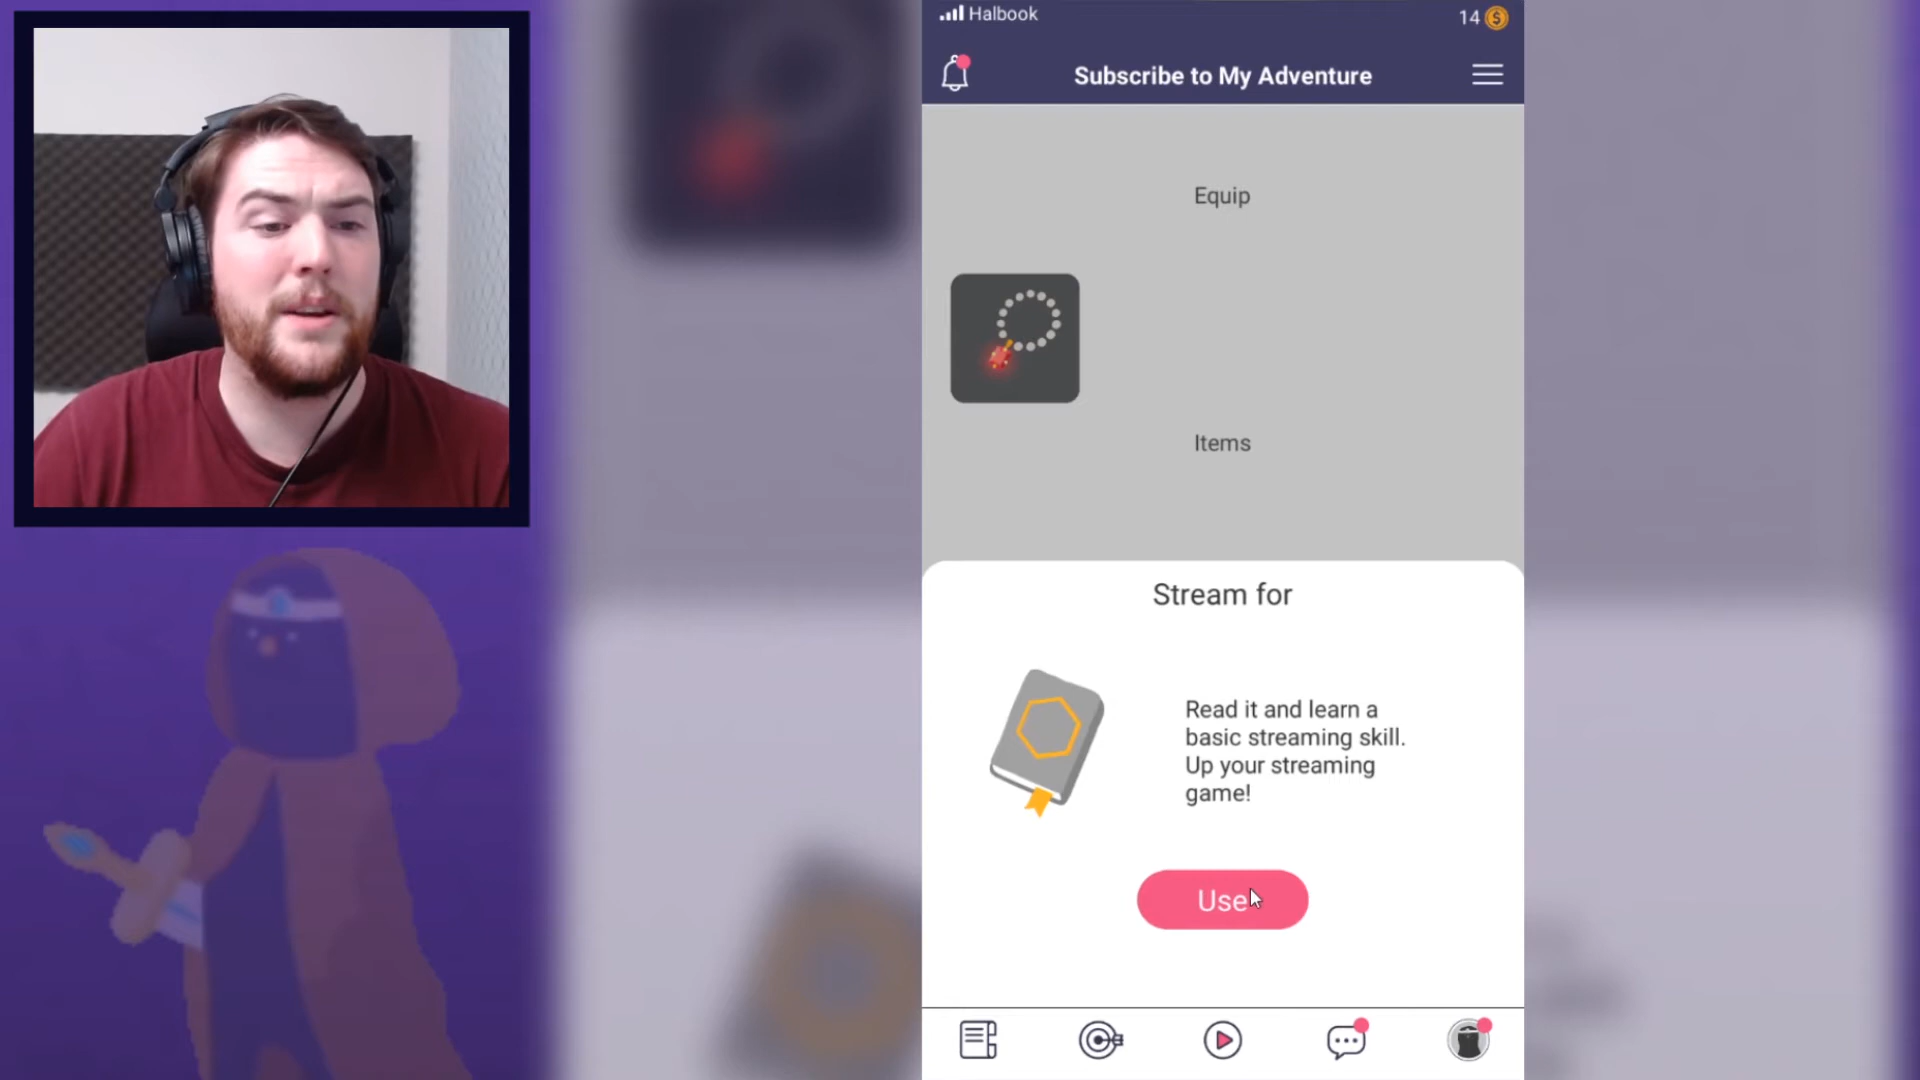 Halbook
14
Subscribe to My Adventure
Equip
Items
Stream for
Read it and learn a
basic streaming skill.
Up your streaming
game!
Use